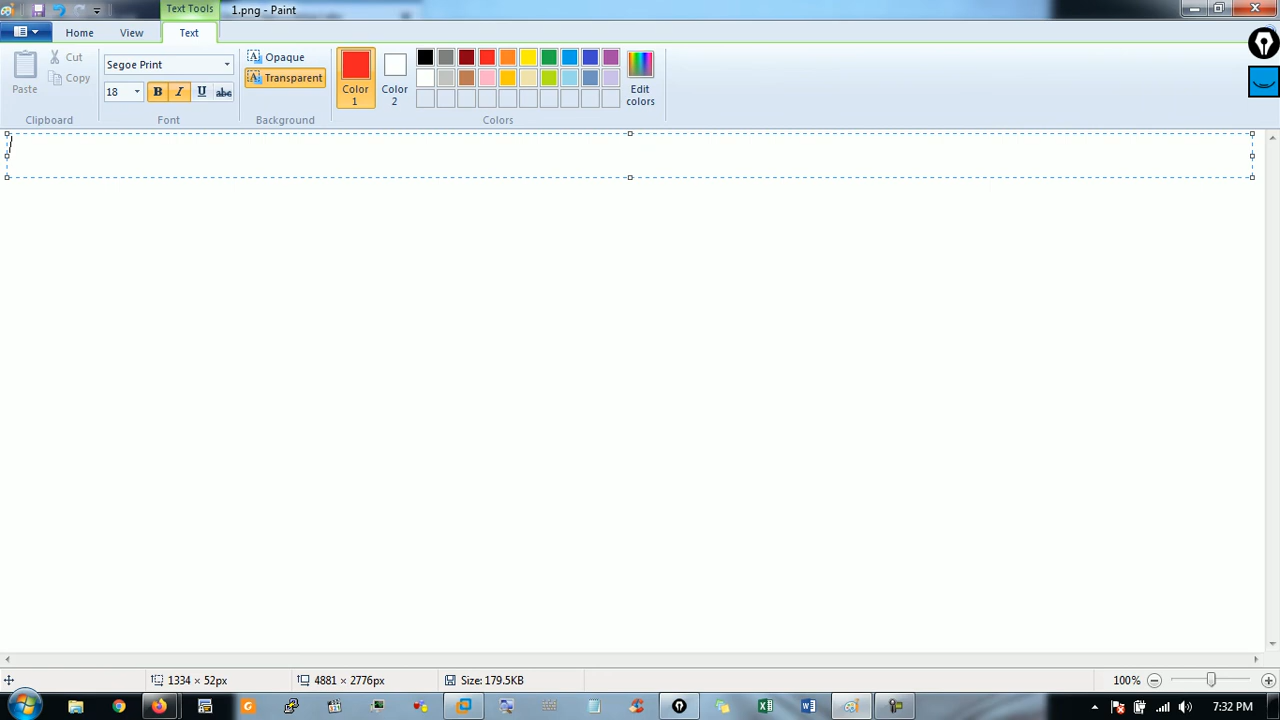 Text Tools
1.png - Paint
Home
View
Text
Paste
Cut
Copy
Clipboard
Segoe Print
18
B
I
U
abc
Font
Opaque
Transparent
Background
Color
1
Color
2
Edit
colors
Colors
1334 × 52px
4881 × 2776px
Size: 179.5KB
100%
7:32 PM